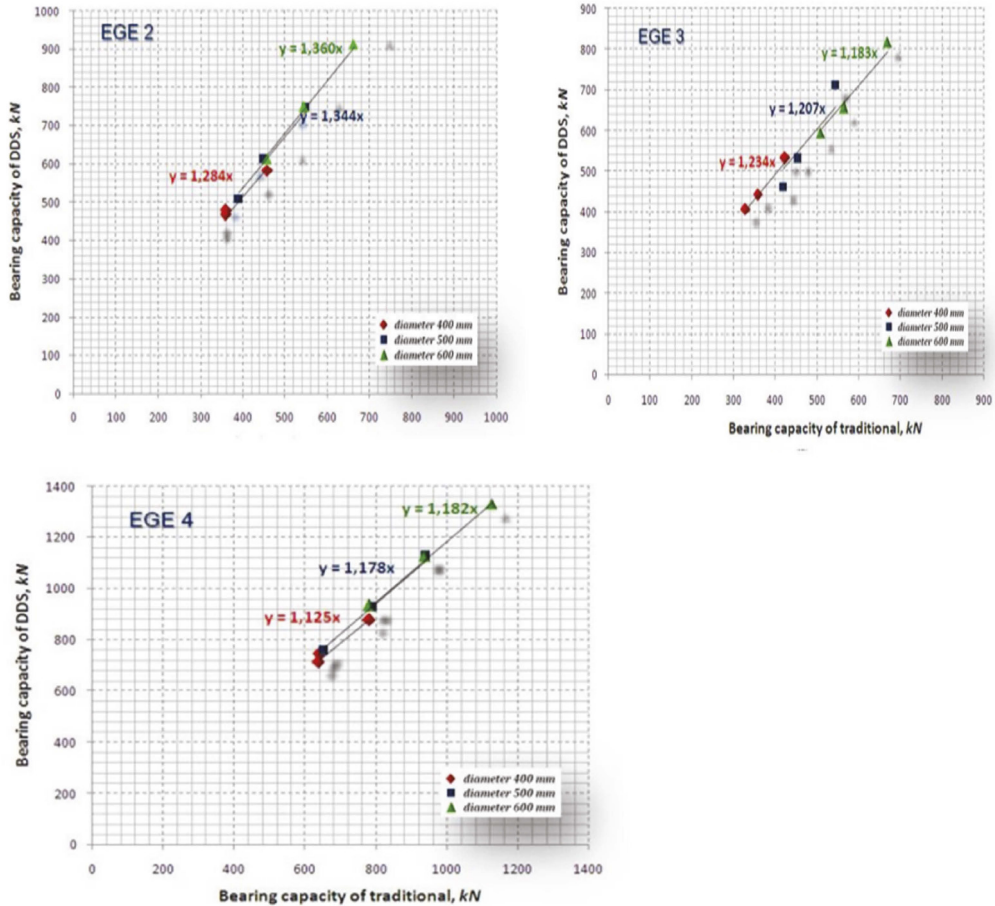 EGE 2
Bearing capacity of DDS, kN
1000
900
800
700
600
500
400
300
200
100
0
y = 1,360x
y = 1,344x
y = 1,284x
diameter 400 mm
diameter 500 mm
diameter 600 mm
0 100 200 300 400 500 600 700 800 900 1000
EGE 3
Bearing capacity of DDS, kN
900
800
700
600
500
400
300
200
100
0
y = 1,183x
y = 1,207x
y = 1,234x
diameter 400 mm
diameter 500 mm
diameter 600 mm
0 100 200 300 400 500 600 700 800 900
Bearing capacity of traditional, kN
EGE 4
Bearing capacity of DDS, kN
1400
1200
1000
800
600
400
200
0
y = 1,182x
y = 1,178x
y = 1,125x
diameter 400 mm
diameter 500 mm
diameter 600 mm
0 200 400 600 800 1000 1200 1400
Bearing capacity of traditional, kN